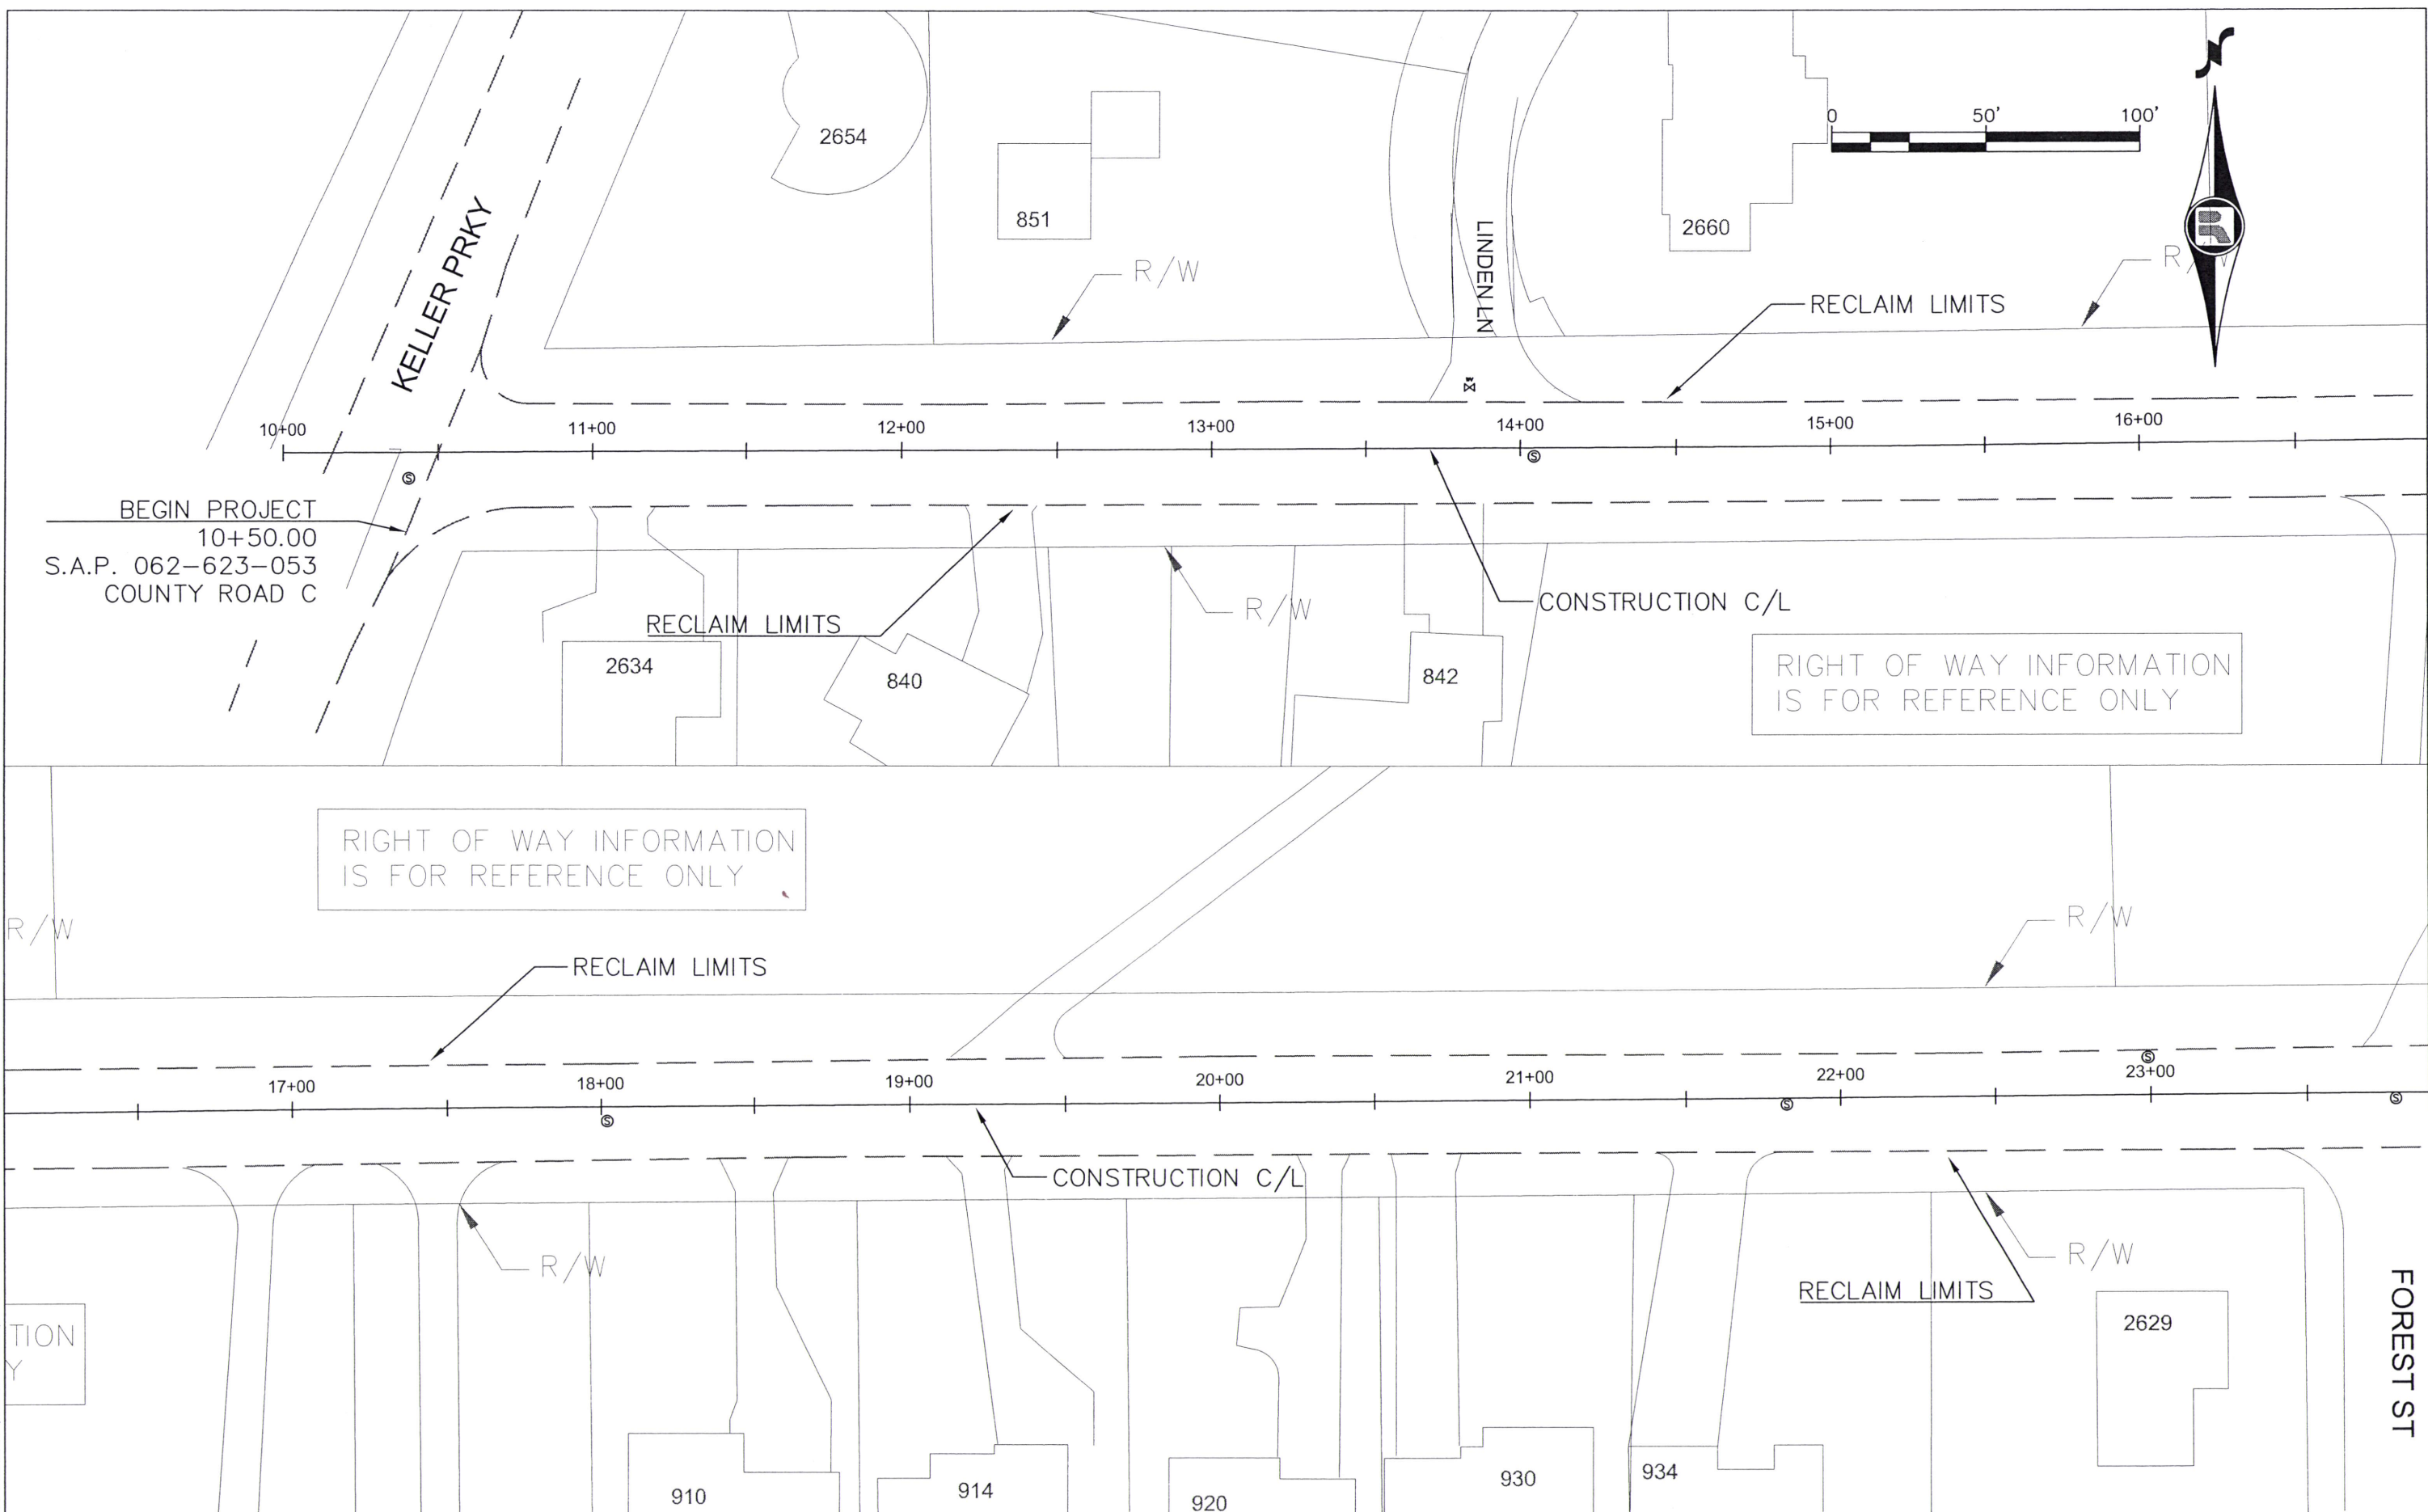 2654
851
2660
0 50' 100'
N
R/W
R/W
KELLER PRKY
LINDEN LN
RECLAIM LIMITS
10+00 11+00 12+00 13+00 14+00 15+00 16+00
S
S
BEGIN PROJECT
10+50.00
S.A.P. 062-623-053
COUNTY ROAD C
RECLAIM LIMITS
R/W
CONSTRUCTION C/L
2634
840
842
RIGHT OF WAY INFORMATION
IS FOR REFERENCE ONLY
RIGHT OF WAY INFORMATION
IS FOR REFERENCE ONLY
R/W
R/W
RECLAIM LIMITS
17+00 18+00 19+00 20+00 21+00 22+00 23+00
S
S
S
S
CONSTRUCTION C/L
R/W
R/W
RECLAIM LIMITS
TION
Y
2629
FOREST ST
910
914
920
930
934